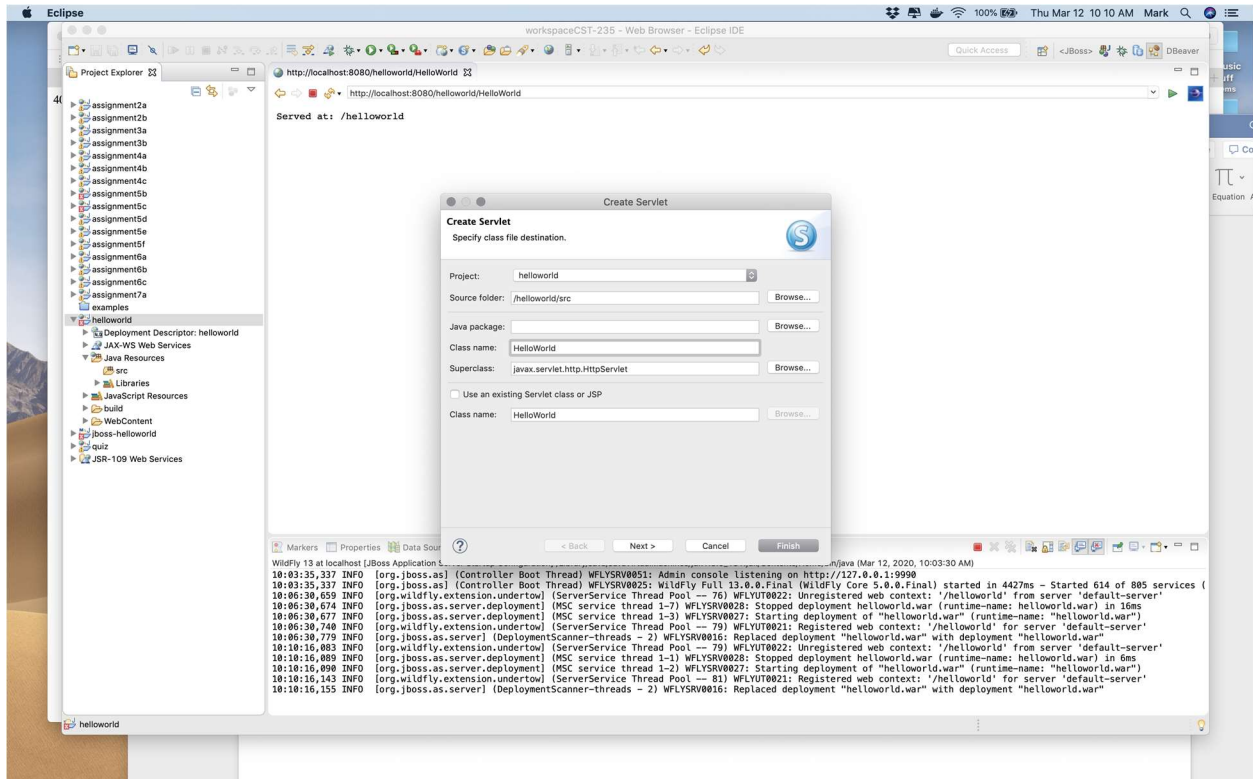 Eclipse
100%
Thu Mar 12 10 10 AM Mark
workspaceCST-235 - Web Browser - Eclipse IDE
Quick Access
<JBoss>
DBeaver
Project Explorer
http://localhost:8080/helloworld/HelloWorld
http://localhost:8080/helloworld/HelloWorld
Served at: /helloworld
assignment2a
assignment2b
assignment3a
assignment3b
assignment4a
assignment4b
assignment4c
assignment5b
assignment5c
assignment5d
assignment5e
assignment5f
assignment6a
assignment6b
assignment6c
assignment7a
examples
helloworld
Deployment Descriptor: helloworld
JAX-WS Web Services
Java Resources
src
Libraries
JavaScript Resources
build
WebContent
jboss-helloworld
quiz
JSR-109 Web Services
Create Servlet
Create Servlet
Specify class file destination.
S
Project: helloworld
Source folder: /helloworld/src Browse...
Java package: Browse...
Class name: HelloWorld
Superclass: javax.servlet.http.HttpServlet Browse...
Use an existing Servlet class or JSP
Class name: HelloWorld Browse...
? < Back Next > Cancel Finish
Equation
Markers Properties Data Sour
WildFly 13 at localhost [JBoss Application
n/java (Mar 12, 2020, 10:03:30 AM)
10:03:35,337 INFO [org.jboss.as] (Controller Boot Thread) WFLYSRV0051: Admin console listening on http://127.0.0.1:9990
10:03:35,337 INFO [org.jboss.as] (Controller Boot Thread) WFLYSRV0025: WildFly Full 13.0.0.Final (WildFly Core 5.0.0.Final) started in 4427ms - Started 614 of 805 services (
10:06:30,659 INFO [org.wildfly.extension.undertow] (ServerService Thread Pool -- 76) WFLYUT0022: Unregistered web context: '/helloworld' from server 'default-server'
10:06:30,674 INFO [org.jboss.as.server.deployment] (MSC service thread 1-7) WFLYSRV0028: Stopped deployment helloworld.war (runtime-name: helloworld.war) in 16ms
10:06:30,677 INFO [org.jboss.as.server.deployment] (MSC service thread 1-3) WFLYSRV0027: Starting deployment of "helloworld.war" (runtime-name: "helloworld.war")
10:06:30,740 INFO [org.wildfly.extension.undertow] (ServerService Thread Pool -- 79) WFLYUT0021: Registered web context: '/helloworld' for server 'default-server'
10:06:30,779 INFO [org.jboss.as.server] (DeploymentScanner-threads - 2) WFLYSRV0016: Replaced deployment "helloworld.war" with deployment "helloworld.war"
10:10:16,083 INFO [org.wildfly.extension.undertow] (ServerService Thread Pool -- 79) WFLYUT0022: Unregistered web context: '/helloworld' from server 'default-server'
10:10:16,089 INFO [org.jboss.as.server.deployment] (MSC service thread 1-1) WFLYSRV0028: Stopped deployment helloworld.war (runtime-name: helloworld.war) in 6ms
10:10:16,090 INFO [org.jboss.as.server.deployment] (MSC service thread 1-2) WFLYSRV0027: Starting deployment of "helloworld.war" (runtime-name: "helloworld.war")
10:10:16,143 INFO [org.wildfly.extension.undertow] (ServerService Thread Pool -- 81) WFLYUT0021: Registered web context: '/helloworld' for server 'default-server'
10:10:16,155 INFO [org.jboss.as.server] (DeploymentScanner-threads - 2) WFLYSRV0016: Replaced deployment "helloworld.war" with deployment "helloworld.war"
helloworld